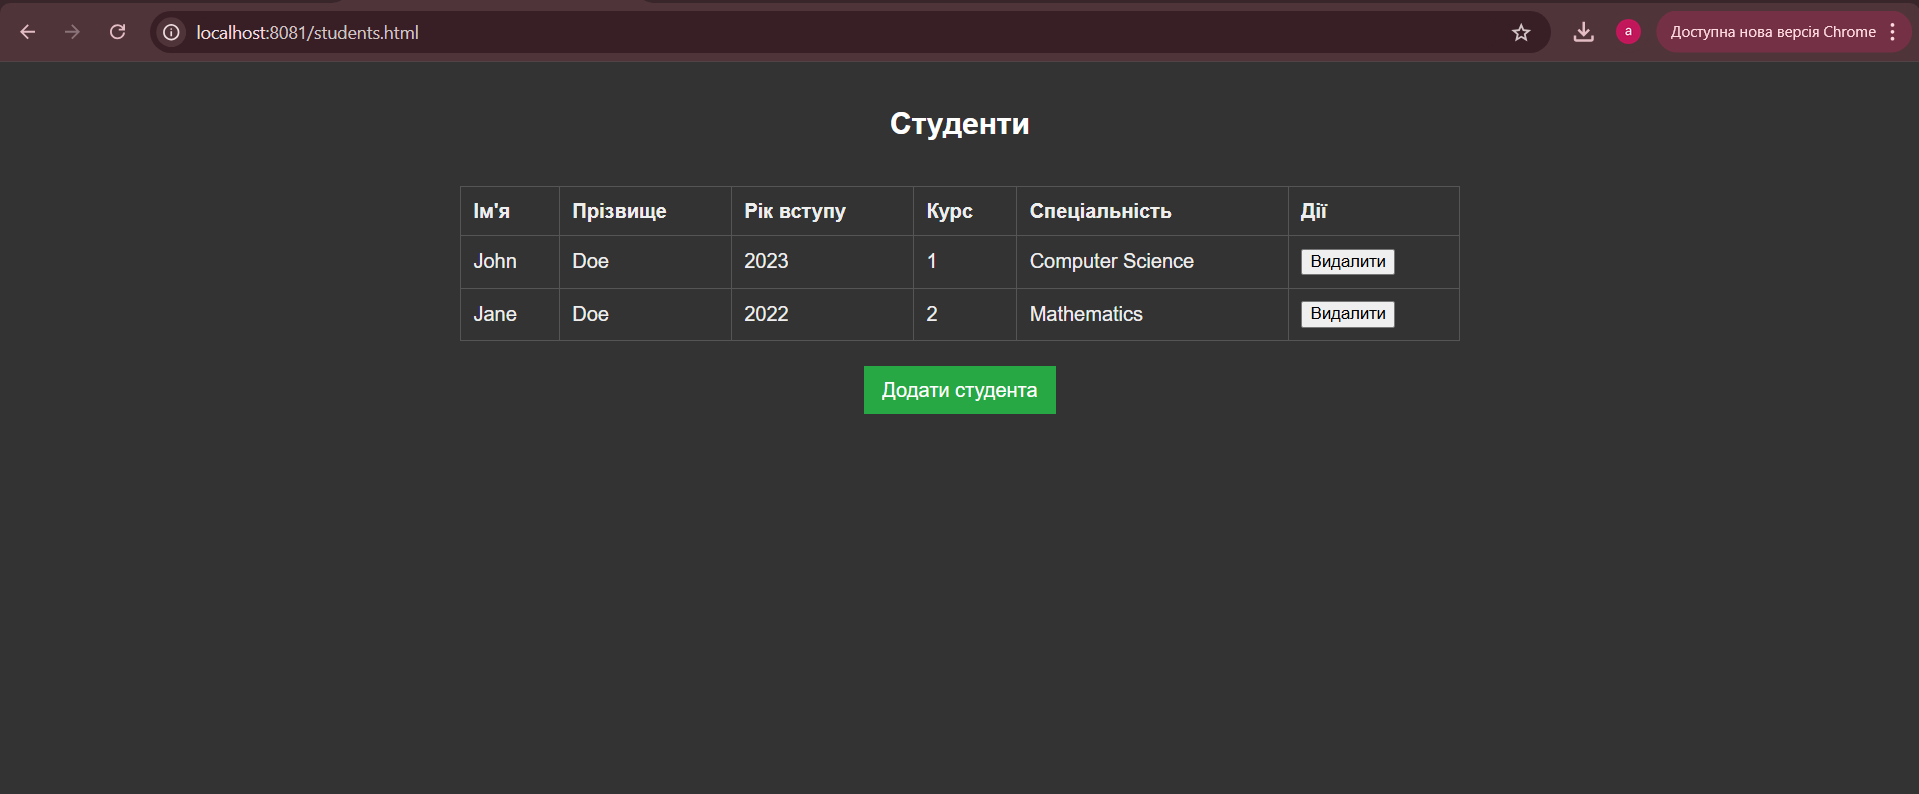 localhost:8081/students.html
a
Доступна нова версія Chrome
Студенти
Ім'я Прізвище Рік вступу Курс Спеціальність Дії
John Doe 2023 1 Computer Science Видалити
Jane Doe 2022 2 Mathematics Видалити
Додати студента